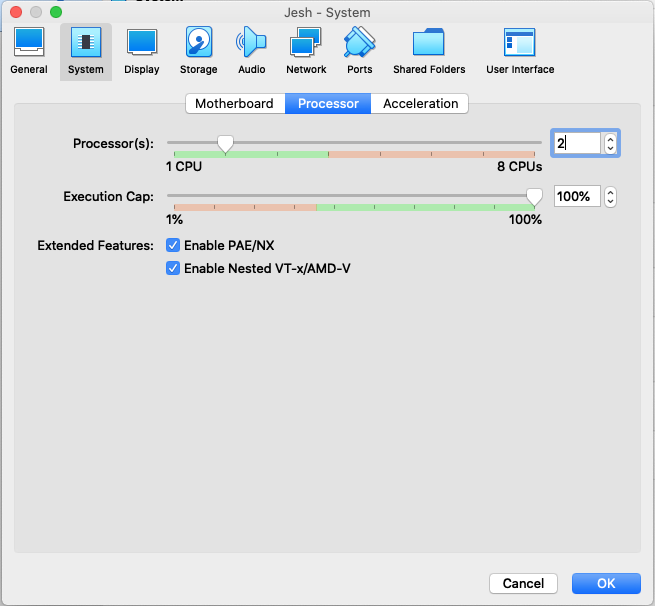 Jesh - System
General System Display Storage Audio Network Ports Shared Folders User Interface
Motherboard Processor Acceleration
Processor(s): 2
1 CPU 8 CPUs
Execution Cap: 100%
1% 100%
Extended Features: Enable PAE/NX
Enable Nested VT-x/AMD-V
Cancel OK